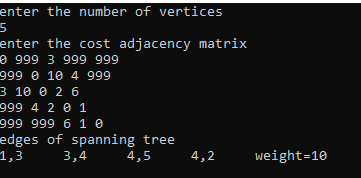 enter the number of vertices
5
enter the cost adjacency matrix
0 999 3 999 999
999 0 10 4 999
3 10 0 2 6
999 4 2 0 1
999 999 6 1 0
edges of spanning tree
1,3 3,4 4,5 4,2 weight=10